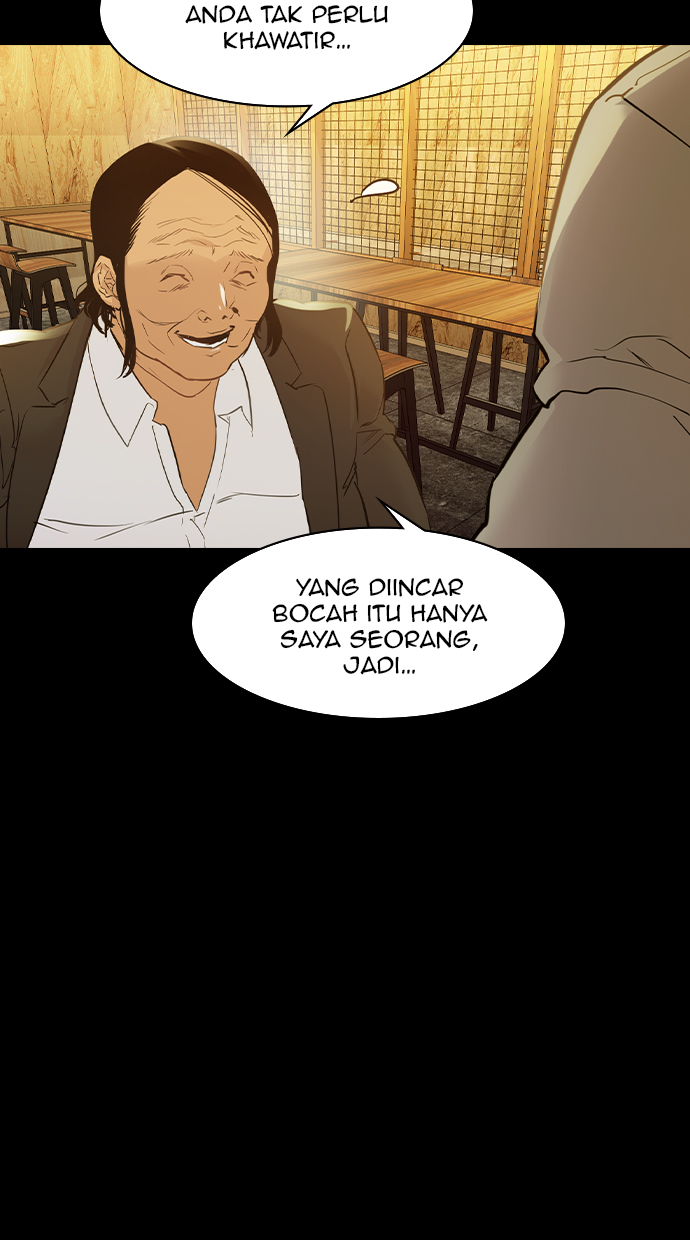 ANDA TAK PERLU
KHAWATIR...
YANG DIINCAR
BOCAH ITU HANYA
SAYA SEORANG,
JADI...